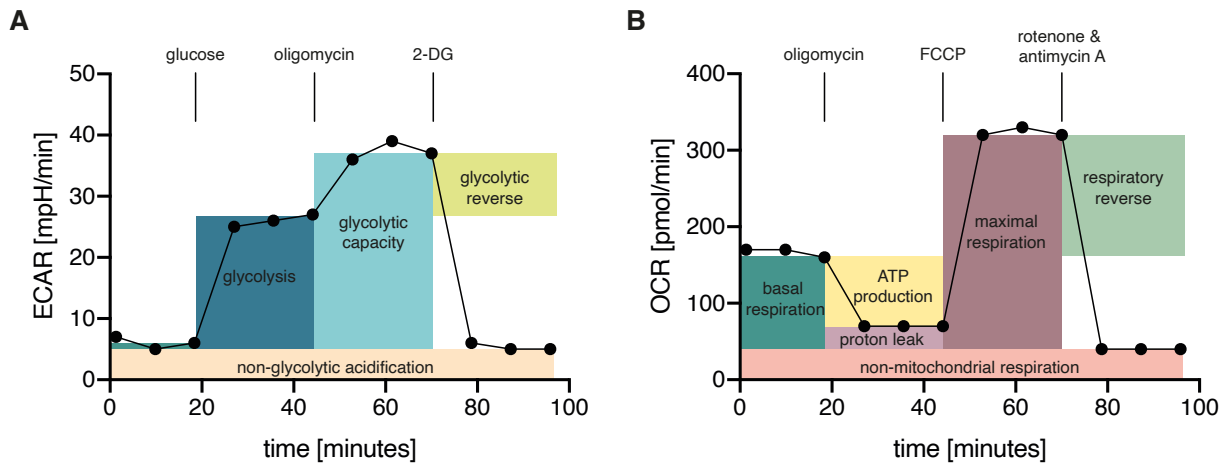 A
glucose
oligomycin
2-DG
ECAR [mpH/min]
50
40
30
20
10
0
glycolytic
reverse
glycolytic
capacity
glycolysis
non-glycolytic acidification
0
20
40
60
80
100
time [minutes]
B
oligomycin
FCCP
rotenone &
antimycin A
OCR [pmol/min]
400
300
200
100
0
respiratory
reverse
maximal
respiration
ATP
production
basal
respiration
proton leak
non-mitochondrial respiration
0
20
40
60
80
100
time [minutes]